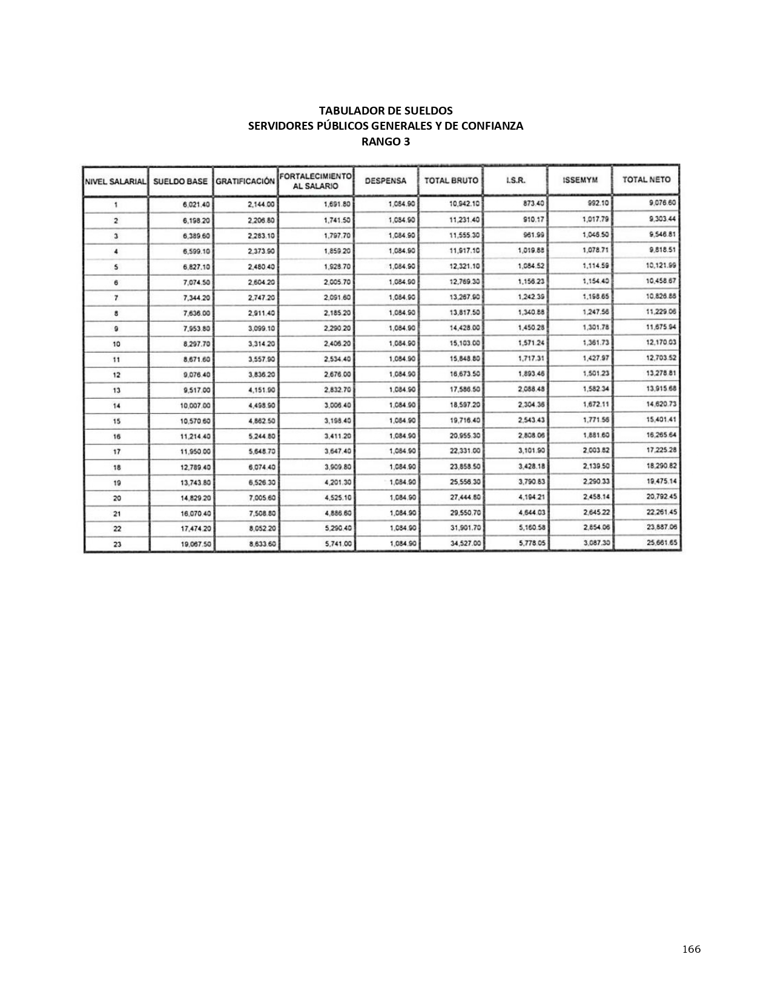 TABULADOR DE SUELDOS
SERVIDORES PÚBLICOS GENERALES Y DE CONFIANZA
RANGO 3
NIVEL SALARIAL SUELDO BASE GRATIFICACIÓN FORTALECIMIENTO AL SALARIO DESPENSA TOTAL BRUTO I.S.R. ISSEMYM TOTAL NETO
1 6,021.40 2,144.00 1,691.80 1,084.90 10,942.10 873.40 992.10 9,076.60
2 6,198.20 2,206.80 1,741.50 1,084.90 11,231.40 910.17 1,017.79 9,303.44
3 6,389.60 2,283.10 1,797.70 1,084.90 11,555.30 961.99 1,046.50 9,546.81
4 6,599.10 2,373.90 1,859.20 1,084.90 11,917.10 1,019.88 1,078.71 9,818.51
5 6,827.10 2,480.40 1,928.70 1,084.90 12,321.10 1,084.52 1,114.59 10,121.99
6 7,074.50 2,604.20 2,005.70 1,084.90 12,769.30 1,156.23 1,154.40 10,458.67
7 7,344.20 2,747.20 2,091.60 1,084.90 13,267.90 1,242.39 1,198.65 10,826.86
8 7,636.00 2,911.40 2,185.20 1,084.90 13,817.50 1,340.88 1,247.56 11,229.06
9 7,953.80 3,099.10 2,290.20 1,084.90 14,428.00 1,450.28 1,301.78 11,675.94
10 8,297.70 3,314.20 2,406.20 1,084.90 15,103.00 1,571.24 1,361.73 12,170.03
11 8,671.60 3,557.90 2,534.40 1,084.90 15,848.80 1,717.31 1,427.97 12,703.52
12 9,076.40 3,836.20 2,676.00 1,084.90 16,673.50 1,893.46 1,501.23 13,278.81
13 9,517.00 4,151.90 2,832.70 1,084.90 17,586.50 2,088.48 1,582.34 13,915.68
14 10,007.00 4,498.90 3,006.40 1,084.90 18,597.20 2,304.36 1,672.11 14,620.73
15 10,570.60 4,862.50 3,198.40 1,084.90 19,716.40 2,543.43 1,771.56 15,401.41
16 11,214.40 5,244.80 3,411.20 1,084.90 20,955.30 2,808.06 1,881.60 16,265.64
17 11,950.00 5,648.70 3,647.40 1,084.90 22,331.00 3,101.90 2,003.82 17,225.28
18 12,789.40 6,074.40 3,909.80 1,084.90 23,858.50 3,428.18 2,139.50 18,290.82
19 13,743.80 6,526.30 4,201.30 1,084.90 25,556.30 3,790.83 2,290.33 19,475.14
20 14,829.20 7,005.60 4,525.10 1,084.90 27,444.80 4,194.21 2,458.14 20,792.45
21 16,070.40 7,508.80 4,886.60 1,084.90 29,550.70 4,644.03 2,645.22 22,261.45
22 17,474.20 8,052.20 5,290.40 1,084.90 31,901.70 5,160.58 2,854.06 23,887.06
23 19,067.50 8,633.60 5,741.00 1,084.90 34,527.00 5,778.05 3,087.30 25,661.65
166